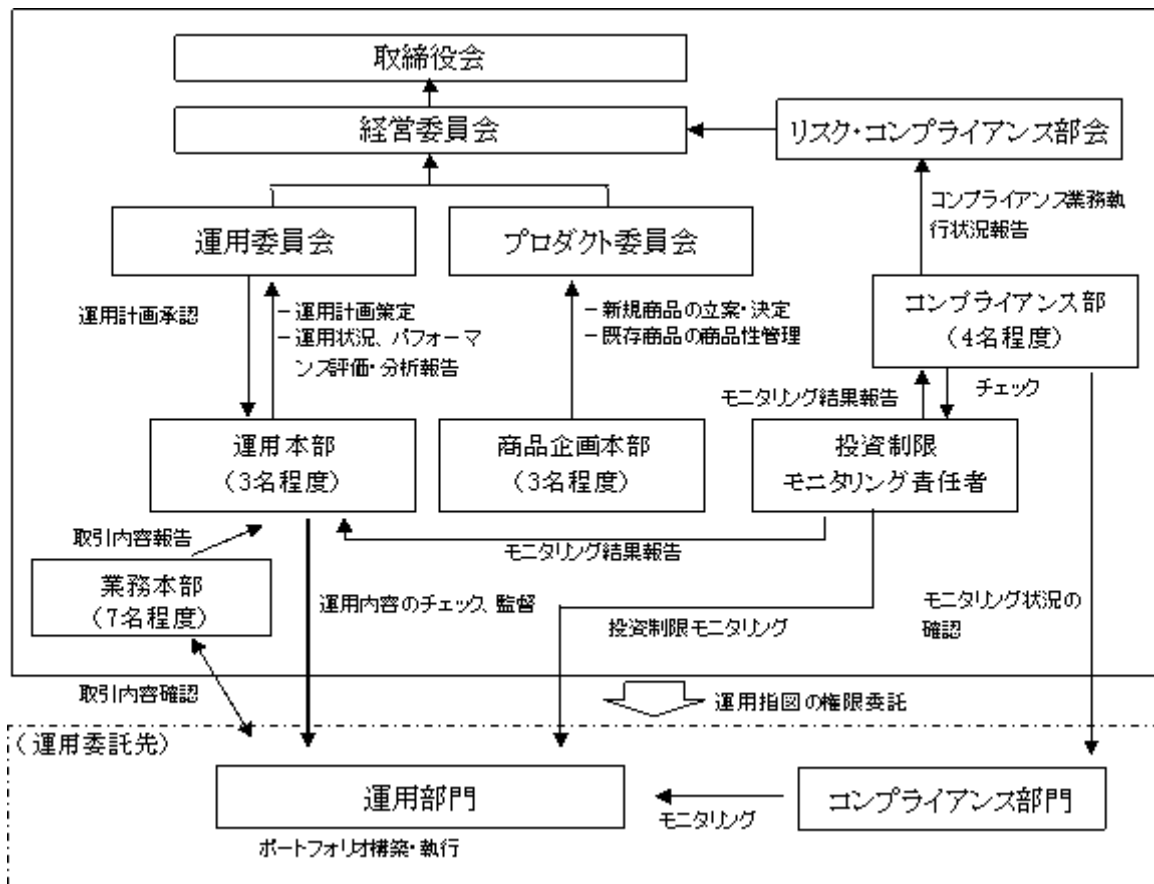 取締役会
経営委員会
リスク・コンプライアンス部会
コンプライアンス業務執
行状況報告
運用委員会
プロダクト委員会
コンプライアンス部
(4名程度)
運用計画承認
－運用計画策定
－運用状況、パフォーマ
ンス評価・分析報告
－新規商品の立案・決定
－既存商品の商品性管理
モニタリング結果報告
チェック
運用本部
(3名程度)
商品企画本部
(3名程度)
投資制限
モニタリング責任者
取引内容報告
モニタリング結果報告
業務本部
(7名程度)
運用内容のチェック、監督
投資制限モニタリング
モニタリング状況の
確認
取引内容確認
運用指図の権限委託
(運用委託先)
運用部門
モニタリング
コンプライアンス部門
ポートフォリオ構築・執行